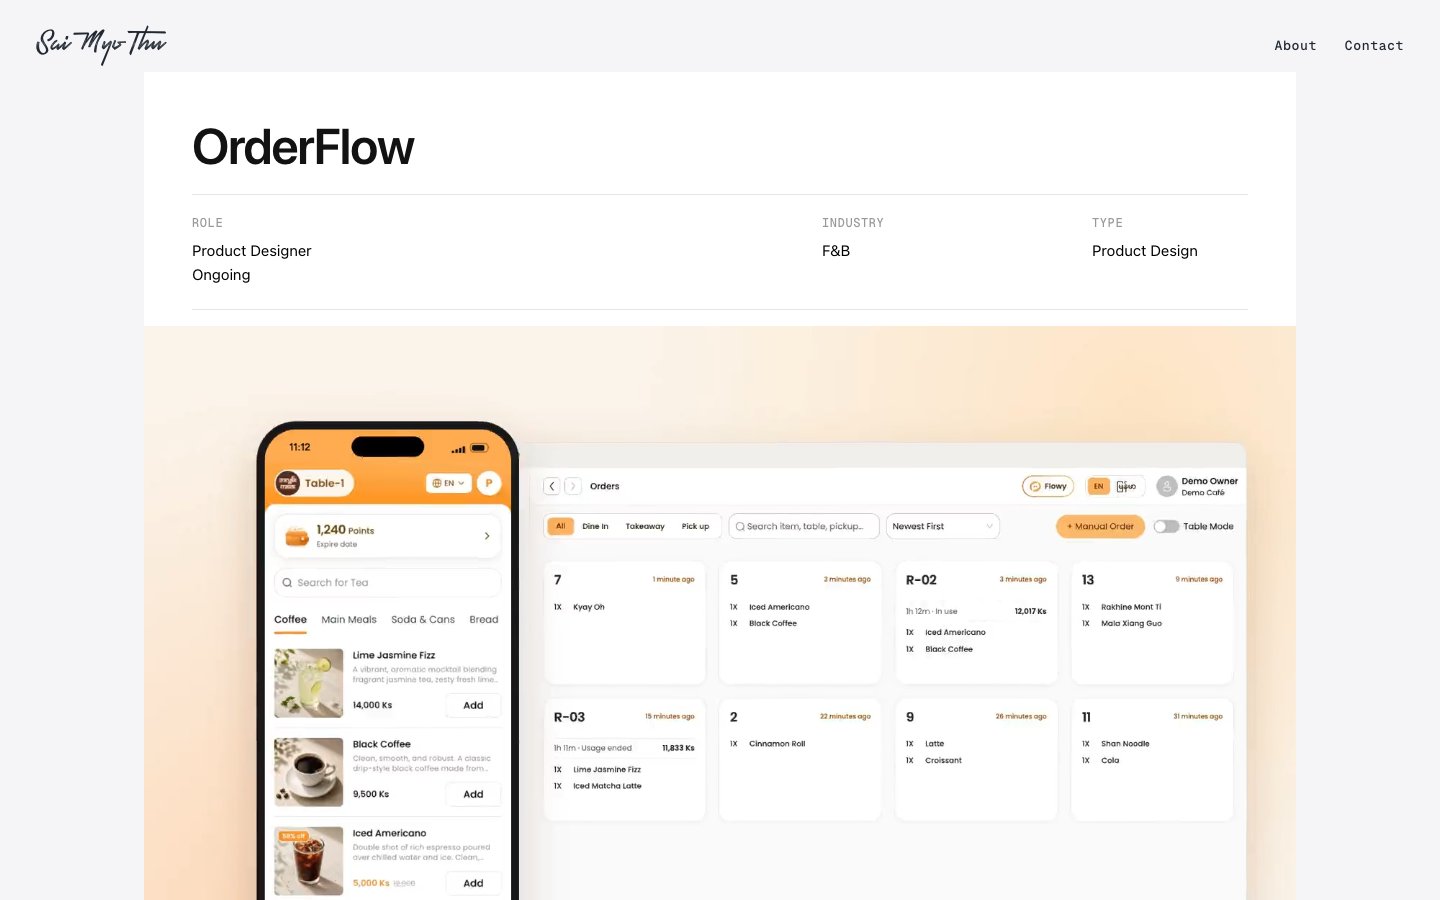 Sai Myo Thu
About
Contact
OrderFlow
ROLE
Product Designer
Ongoing
INDUSTRY
F&B
TYPE
Product Design
11:12
Table-1
EN
P
1,240 Points
Expire date
Search for Tea
Coffee
Main Meals
Soda & Cans
Bread
Lime Jasmine Fizz
A vibrant, aromatic mocktail blending
fragrant jasmine tea, zesty fresh lime...
14,000 Ks
Add
Black Coffee
Clean, smooth, and robust. A classic
drip-style black coffee made from...
9,500 Ks
Add
58% off
Iced Americano
Double shot of rich espresso poured
over chilled water and ice. Clean,...
5,000 Ks
Add
Orders
Flowy
EN
Demo Owner
Demo Café
All
Dine In
Takeaway
Pick up
Search item, table, pickup...
Newest First
+ Manual Order
Table Mode
7
1 minute ago
1X Kyay Oh
5
2 minutes ago
1X Iced Americano
1X Black Coffee
R-02
3 minutes ago
1h 12m · In use
12,017 Ks
1X Iced Americano
1X Black Coffee
13
9 minutes ago
1X Rakhine Mont Ti
1X Mala Xiang Guo
R-03
15 minutes ago
1h 11m · Usage ended
11,833 Ks
1X Lime Jasmine Fizz
1X Iced Matcha Latte
2
22 minutes ago
1X Cinnamon Roll
9
26 minutes ago
1X Latte
1X Croissant
11
31 minutes ago
1X Shan Noodle
1X Cola